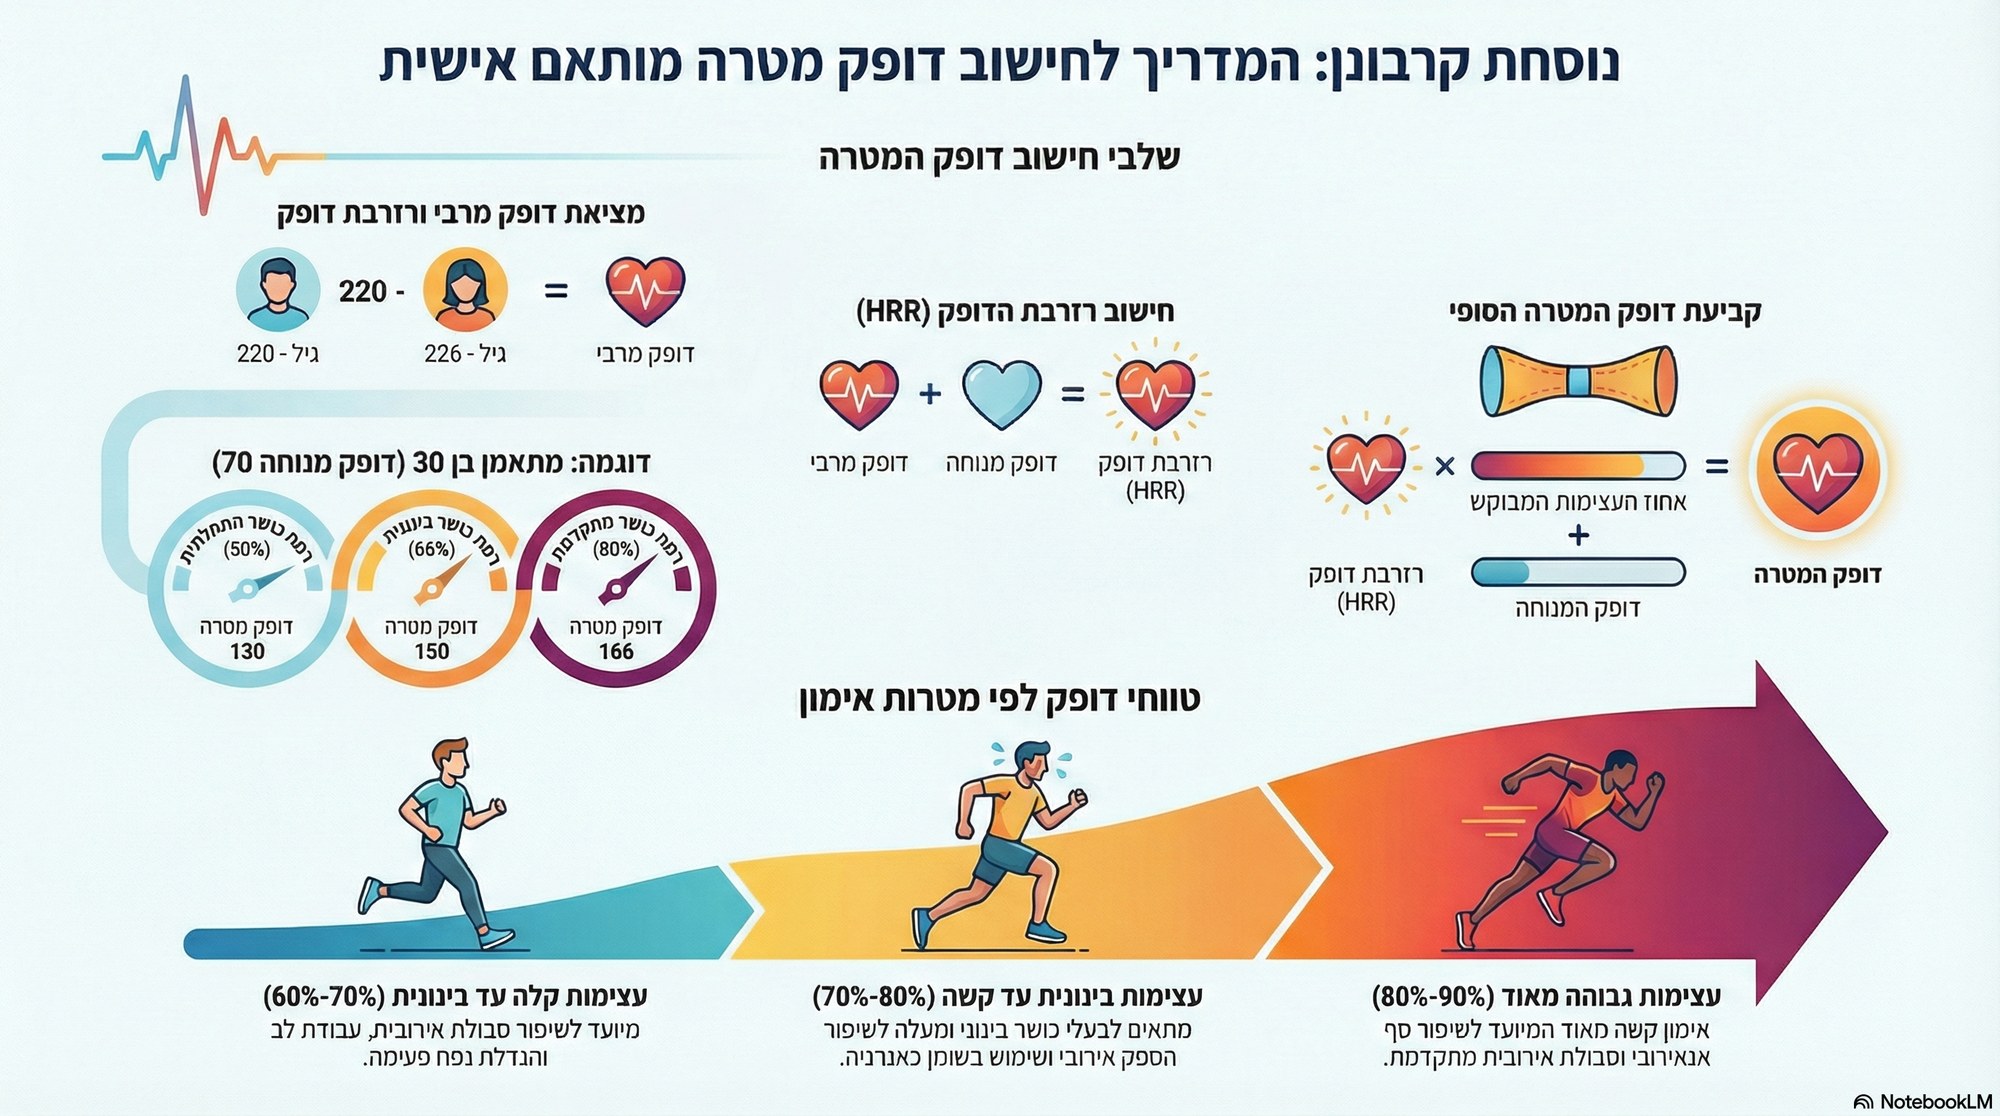 נוסחת קרבונן: המדריך לחישוב דופק מטרה מותאם אישית
שלבי חישוב דופק המטרה
מציאת דופק מרבי ורזרבת דופק
220 -
=
גיל - 220
גיל - 226
דופק מרבי
דוגמה: מתאמן בן 30 (דופק מנוחה 70)
רמת כושר התחלתית
(50%)
דופק מסרה
130
(66%)
דופק מטרה
150
רמת כושר מתקדמת
(80%)
דופק מטרה
166
חישוב רזרבת הדופק (HRR)
+
=
דופק מרבי
דופק מנוחה
רזרבת דופק
(HRR)
קביעת דופק המטרה הסופי
×
=
אחוז העצימות המבוקש
+
רזרבת דופק
(HRR)
דופק המנוחה
דופק המטרה
טווחי דופק לפי מטרות אימון
עצימות קלה עד בינונית (60%-70%)
מיועד לשיפור סבולת אירובית, עבודת לב
והגדלת נפח פעימה.
עצימות בינונית עד קשה (70%-80%)
מתאים לבעלי כושר בינוני ומעלה לשיפור
הספק אירובי ושימוש בשומן כאנרגיה.
עצימות גבוהה מאוד (80%-90%)
אימון קשה מאוד המיועד לשיפור סף
אנאירובי וסבולת אירובית מתקדמת.
NotebookLM